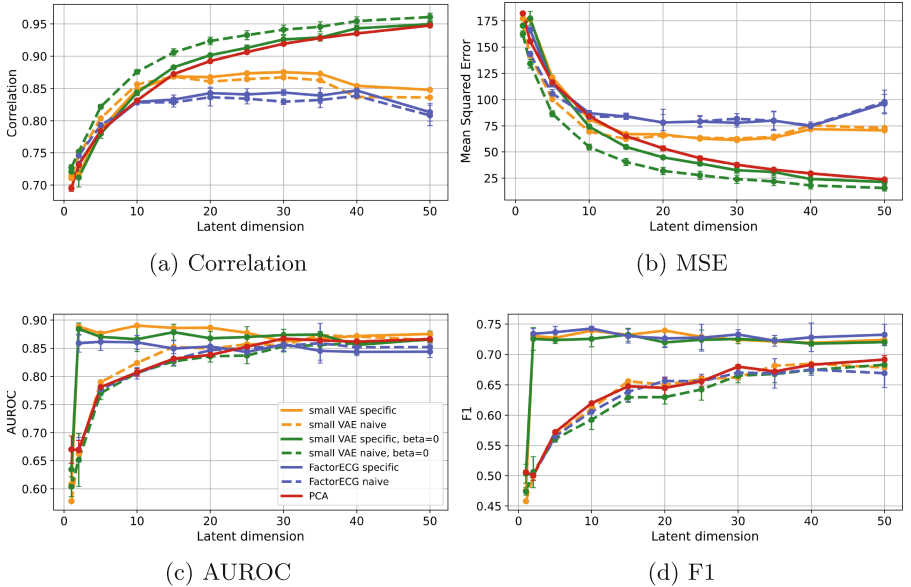 0.95
0.90
0.85
0.80
0.75
0.70
Correlation
0 10 20 30 40 50
Latent dimension
(a) Correlation
175
150
125
100
75
50
25
Mean Squared Error
0 10 20 30 40 50
Latent dimension
(b) MSE
0.90
0.85
0.80
0.75
0.70
0.65
0.60
AUROC
small VAE specific
small VAE naive
small VAE specific, beta=0
small VAE naive, beta=0
FactorECG specific
FactorECG naive
PCA
0 10 20 30 40 50
Latent dimension
(c) AUROC
0.75
0.70
0.65
0.60
0.55
0.50
0.45
F1
0 10 20 30 40 50
Latent dimension
(d) F1